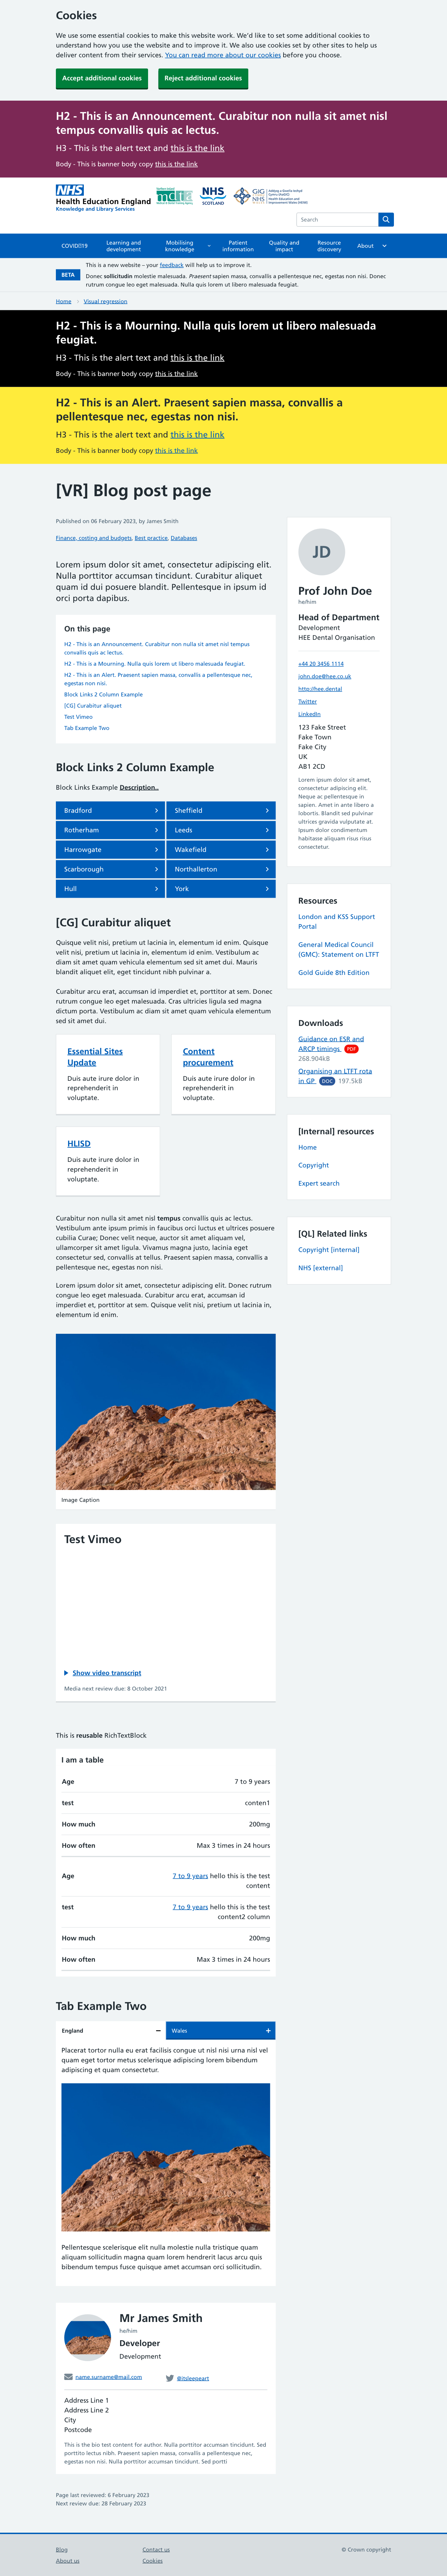 Cookies
We use some essential cookies to make this website work. We'd like to set some additional cookies to
understand how you use the website and to improve it. We also use cookies set by other sites to help us
deliver content from their services. You can read more about our cookies before you choose.
Accept additional cookies
Reject additional cookies
H2 - This is an Announcement. Curabitur non nulla sit amet nisl
tempus convallis quis ac lectus.
H3 - This is the alert text and this is the link
Body - This is banner body copy this is the link
NHS
Health Education England
Knowledge and Library Services
NHS
SCOTLAND
GIG
NHS
Search
COVID19
Learning and
development
Mobilising
knowledge
Patient
information
Quality and
impact
Resource
discovery
About
BETA
This is a new website – your feedback will help us to improve it.
Donec sollicitudin molestie malesuada. Praesent sapien massa, convallis a pellentesque nec, egestas non nisi. Donec
rutrum congue leo eget malesuada. Nulla quis lorem ut libero malesuada feugiat.
Home
Visual regression
H2 - This is a Mourning. Nulla quis lorem ut libero malesuada
feugiat.
H3 - This is the alert text and this is the link
Body - This is banner body copy this is the link
H2 - This is an Alert. Praesent sapien massa, convallis a
pellentesque nec, egestas non nisi.
H3 - This is the alert text and this is the link
Body - This is banner body copy this is the link
[VR] Blog post page
Published on 06 February 2023, by James Smith
Finance, costing and budgets, Best practice, Databases
Lorem ipsum dolor sit amet, consectetur adipiscing elit.
Nulla porttitor accumsan tincidunt. Curabitur aliquet
quam id dui posuere blandit. Pellentesque in ipsum id
orci porta dapibus.
On this page
H2 - This is an Announcement. Curabitur non nulla sit amet nisl tempus
convallis quis ac lectus.
H2 - This is a Mourning. Nulla quis lorem ut libero malesuada feugiat.
H2 - This is an Alert. Praesent sapien massa, convallis a pellentesque nec,
egestas non nisi.
Block Links 2 Column Example
[CG] Curabitur aliquet
Test Vimeo
Tab Example Two
Block Links 2 Column Example
Block Links Example Description..
Bradford
Sheffield
Rotherham
Leeds
Harrowgate
Wakefield
Scarborough
Northallerton
Hull
York
[CG] Curabitur aliquet
Quisque velit nisi, pretium ut lacinia in, elementum id enim. Quisque
velit nisi, pretium ut lacinia in, elementum id enim. Vestibulum ac
diam sit amet quam vehicula elementum sed sit amet dui. Mauris
blandit aliquet elit, eget tincidunt nibh pulvinar a.
Curabitur arcu erat, accumsan id imperdiet et, porttitor at sem. Donec
rutrum congue leo eget malesuada. Cras ultricies ligula sed magna
dictum porta. Vestibulum ac diam sit amet quam vehicula elementum
sed sit amet dui.
Essential Sites
Update
Duis aute irure dolor in
reprehenderit in
voluptate.
Content
procurement
Duis aute irure dolor in
reprehenderit in
voluptate.
HLISD
Duis aute irure dolor in
reprehenderit in
voluptate.
Curabitur non nulla sit amet nisl tempus convallis quis ac lectus.
Vestibulum ante ipsum primis in faucibus orci luctus et ultrices posuere
cubilia Curae; Donec velit neque, auctor sit amet aliquam vel,
ullamcorper sit amet ligula. Vivamus magna justo, lacinia eget
consectetur sed, convallis at tellus. Praesent sapien massa, convallis a
pellentesque nec, egestas non nisi.
Lorem ipsum dolor sit amet, consectetur adipiscing elit. Donec rutrum
congue leo eget malesuada. Curabitur arcu erat, accumsan id
imperdiet et, porttitor at sem. Quisque velit nisi, pretium ut lacinia in,
elementum id enim.
Image Caption
Test Vimeo
Show video transcript
Media next review due: 8 October 2021
This is reusable RichTextBlock
I am a table
Age 7 to 9 years
test conten1
How much 200mg
How often Max 3 times in 24 hours
Age 7 to 9 years hello this is the test
content
test 7 to 9 years hello this is the test
content2 column
How much 200mg
How often Max 3 times in 24 hours
Tab Example Two
England
Wales
Placerat tortor nulla eu erat facilisis congue ut nisl nisi urna nisl vel
quam eget tortor metus scelerisque adipiscing lorem bibendum
adipiscing et quam consectetur.
Pellentesque scelerisque elit nulla molestie nulla tristique quam
aliquam sollicitudin magna quam lorem hendrerit lacus arcu quis
bibendum tempus fusce quisque amet accumsan orci sollicitudin.
Mr James Smith
he/him
Developer
Development
name.surname@mail.com
@itsleepeart
Address Line 1
Address Line 2
City
Postcode
This is the bio test content for author. Nulla porttitor accumsan tincidunt. Sed
porttito lectus nibh. Praesent sapien massa, convallis a pellentesque nec,
egestas non nisi. Nulla porttitor accumsan tincidunt. Sed portti
Page last reviewed: 6 February 2023
Next review due: 28 February 2023
JD
Prof John Doe
he/him
Head of Department
Development
HEE Dental Organisation
+44 20 3456 1114
john.doe@hee.co.uk
http://hee.dental
Twitter
LinkedIn
123 Fake Street
Fake Town
Fake City
UK
AB1 2CD
Lorem ipsum dolor sit amet,
consectetur adipiscing elit.
Neque ac pellentesque in
sapien. Amet in ante libero a
lobortis. Blandit sed pulvinar
ultrices gravida vulputate at.
Ipsum dolor condimentum
habitasse aliquam risus risus
consectetur.
Resources
London and KSS Support
Portal
General Medical Council
(GMC): Statement on LTFT
Gold Guide 8th Edition
Downloads
Guidance on ESR and
ARCP timings PDF
268.904kB
Organising an LTFT rota
in GP DOC 197.5kB
[Internal] resources
Home
Copyright
Expert search
[QL] Related links
Copyright [internal]
NHS [external]
Blog
About us
Contact us
Cookies
© Crown copyright